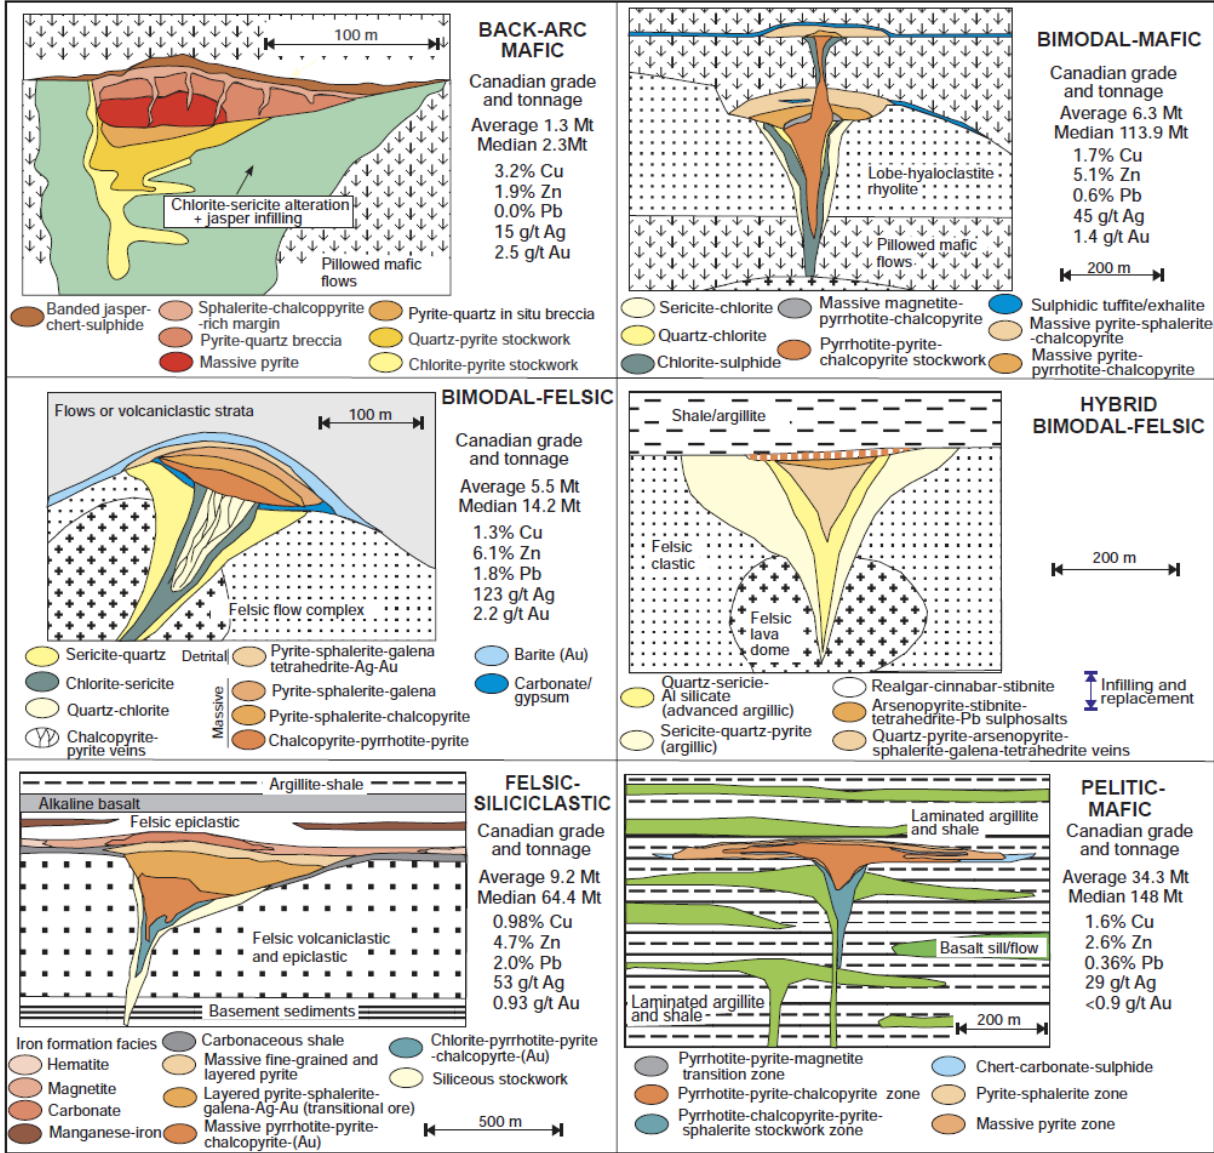 100 m
BACK-ARC
MAFIC
Canadian grade
and tonnage
Average 1.3 Mt
Median 2.3Mt
3.2% Cu
1.9% Zn
0.0% Pb
15 g/t Ag
2.5 g/t Au
Chlorite-sericite alteration
+ jasper infilling
Pillowed mafic
flows
Banded jasper-
chert-sulphide
Sphalerite-chalcoppyrite
-rich margin
Pyrite-quartz breccia
Massive pyrite
Pyrite-quartz in situ breccia
Quartz-pyrite stockwork
Chlorite-pyrite stockwork
BIMODAL-MAFIC
Canadian grade
and tonnage
Average 6.3 Mt
Median 113.9 Mt
1.7% Cu
5.1% Zn
0.6% Pb
45 g/t Ag
1.4 g/t Au
Lobe-hyaloclastite
rhyolite
Pillowed mafic
flows
200 m
Sericite-chlorite
Quartz-chlorite
Chlorite-sulphide
Massive magnetite-
pyrrhotite-chalcopyrite
Pyrrhotite-pyrite-
chalcopyrite stockwork
Sulphidic tuffite/exhalite
Massive pyrite-sphalerite
-chalcopyrite
Massive pyrite-
pyrrhotite-chalcopyrite
BIMODAL-FELSIC
Flows or volcaniclastic strata
100 m
Canadian grade
and tonnage
Average 5.5 Mt
Median 14.2 Mt
1.3% Cu
6.1% Zn
1.8% Pb
123 g/t Ag
2.2 g/t Au
Felsic flow complex
Sericite-quartz
Chlorite-sericite
Quartz-chlorite
Chalcopyrite-
pyrite veins
Detrital
Pyrite-sphalerite-galena
tetrahedrite-Ag-Au
Massive
Pyrite-sphalerite-galena
Pyrite-sphalerite-chalcopyrite
Chalcopyrite-pyrrhotite-pyrite
Barite (Au)
Carbonate/
gypsum
HYBRID
BIMODAL-FELSIC
Shale/argillite
Felsic
clastic
Felsic
lava
dome
200 m
Quartz-sericie-
Al silicate
(advanced argillic)
Sericite-quartz-pyrite
(argillic)
Realgar-cinnabar-stibnite
Arsenopyrite-stibnite-
tetrahedrite-Pb sulphosalts
Quartz-pyrite-arsenopyrite-
sphalerite-galena-tetrahedrite veins
Infilling and
replacement
FELSIC-
SILICICLASTIC
Argillite-shale
Alkaline basalt
Felsic epiclastic
Canadian grade
and tonnage
Average 9.2 Mt
Median 64.4 Mt
0.98% Cu
4.7% Zn
2.0% Pb
53 g/t Ag
0.93 g/t Au
Felsic volcaniclastic
and epiclastic
Basement sediments
Iron formation facies
Hematite
Magnetite
Carbonate
Manganese-iron
Carbonaceous shale
Massive fine-grained and
layered pyrite
Layered pyrite-sphalerite-
galena-Ag-Au (transitional ore)
Massive pyrrhotite-pyrite-
chalcopyrite-(Au)
Chlorite-pyrrhotite-pyrite
-chalcopyrte-(Au)
Siliceous stockwork
500 m
PELITIC-
MAFIC
Canadian grade
and tonnage
Average 34.3 Mt
Median 148 Mt
1.6% Cu
2.6% Zn
0.36% Pb
29 g/t Ag
<0.9 g/t Au
Laminated argillite
and shale
Basalt sill/flow
Laminated argillite
and shale
200 m
Pyrrhotite-pyrite-magnetite
transition zone
Pyrrhotite-pyrite-chalcopyrite zone
Pyrrhotite-chalcopyrite-pyrite-
sphalerite stockwork zone
Chert-carbonate-sulphide
Pyrite-sphalerite zone
Massive pyrite zone